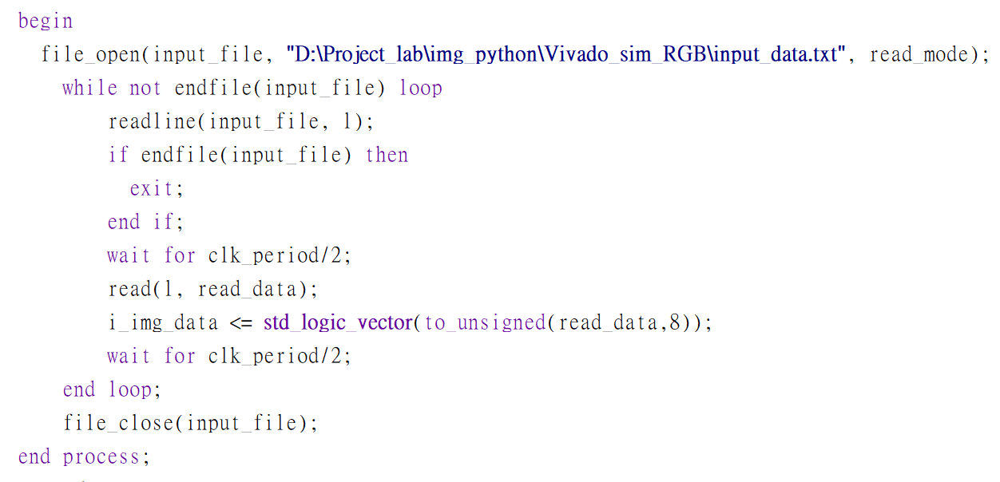 begin
file_open(input_file, "D:\Project_lab\img_python\Vivado_sim_RGB\input_data.txt", read_mode);
while not endfile(input_file) loop
readline(input_file, l);
if endfile(input_file) then
exit;
end if;
wait for clk_period/2;
read(l, read_data);
i_img_data <= std_logic_vector(to_unsigned(read_data,8));
wait for clk_period/2;
end loop;
file_close(input_file);
end process;